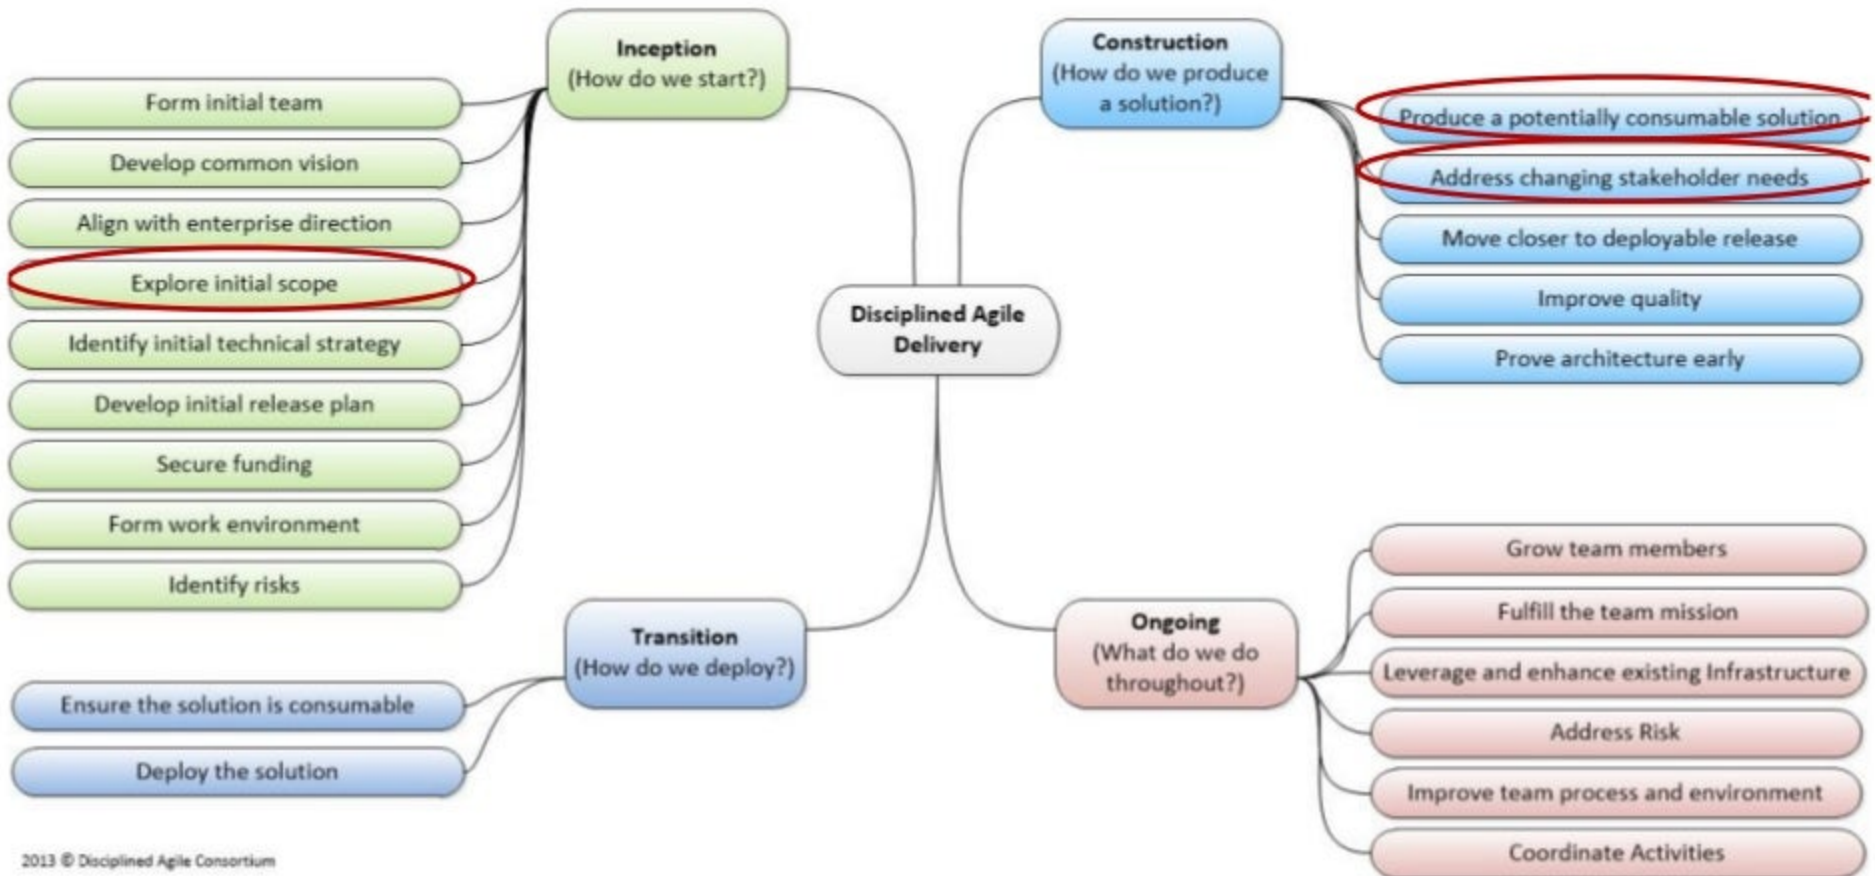 Inception
(How do we start?)
Form initial team
Develop common vision
Align with enterprise direction
Explore initial scope
Identify initial technical strategy
Develop initial release plan
Secure funding
Form work environment
Identify risks
Construction
(How do we produce
a solution?)
Produce a potentially consumable solution
Address changing stakeholder needs
Move closer to deployable release
Improve quality
Prove architecture early
Disciplined Agile
Delivery
Transition
(How do we deploy?)
Ensure the solution is consumable
Deploy the solution
Ongoing
(What do we do
throughout?)
Grow team members
Fulfill the team mission
Leverage and enhance existing Infrastructure
Address Risk
Improve team process and environment
Coordinate Activities
2013 © Disciplined Agile Consortium